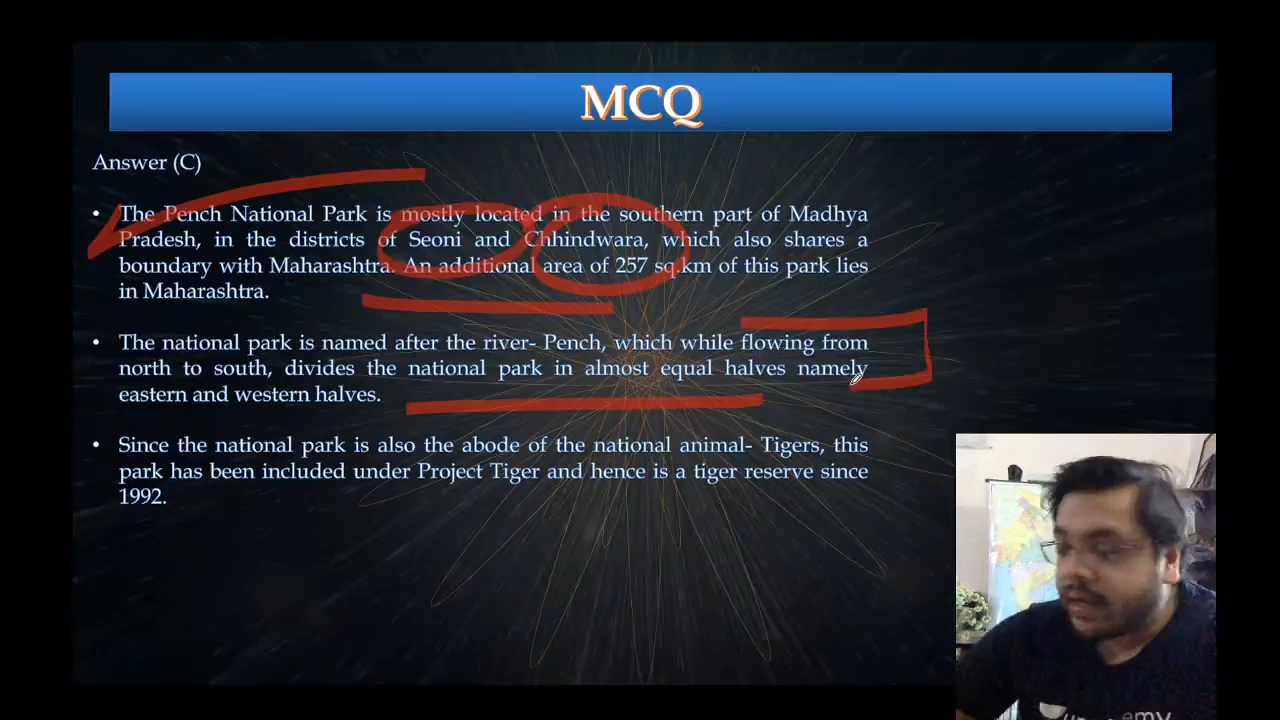 MCQ
Answer (C)
• The Pench National Park is mostly located in the southern part of Madhya
Pradesh, in the districts of Seoni and Chhindwara, which also shares a
boundary with Maharashtra. An additional area of 257 sq.km of this park lies
in Maharashtra.
• The national park is named after the river- Pench, which while flowing from
north to south, divides the national park in almost equal halves namely
eastern and western halves.
• Since the national park is also the abode of the national animal- Tigers, this
park has been included under Project Tiger and hence is a tiger reserve since
1992.